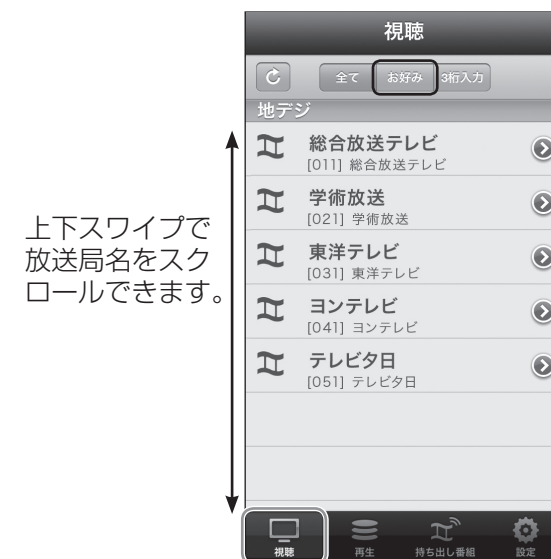 視聴
全て お好み 3桁入力
地デジ
総合放送テレビ
[011] 総合放送テレビ
学術放送
[021] 学術放送
東洋テレビ
[031] 東洋テレビ
ヨンテレビ
[041] ヨンテレビ
テレビ夕日
[051] テレビ夕日
上下スワイプで
放送局名をスク
ロールできます。
視聴 再生 持ち出し番組 設定